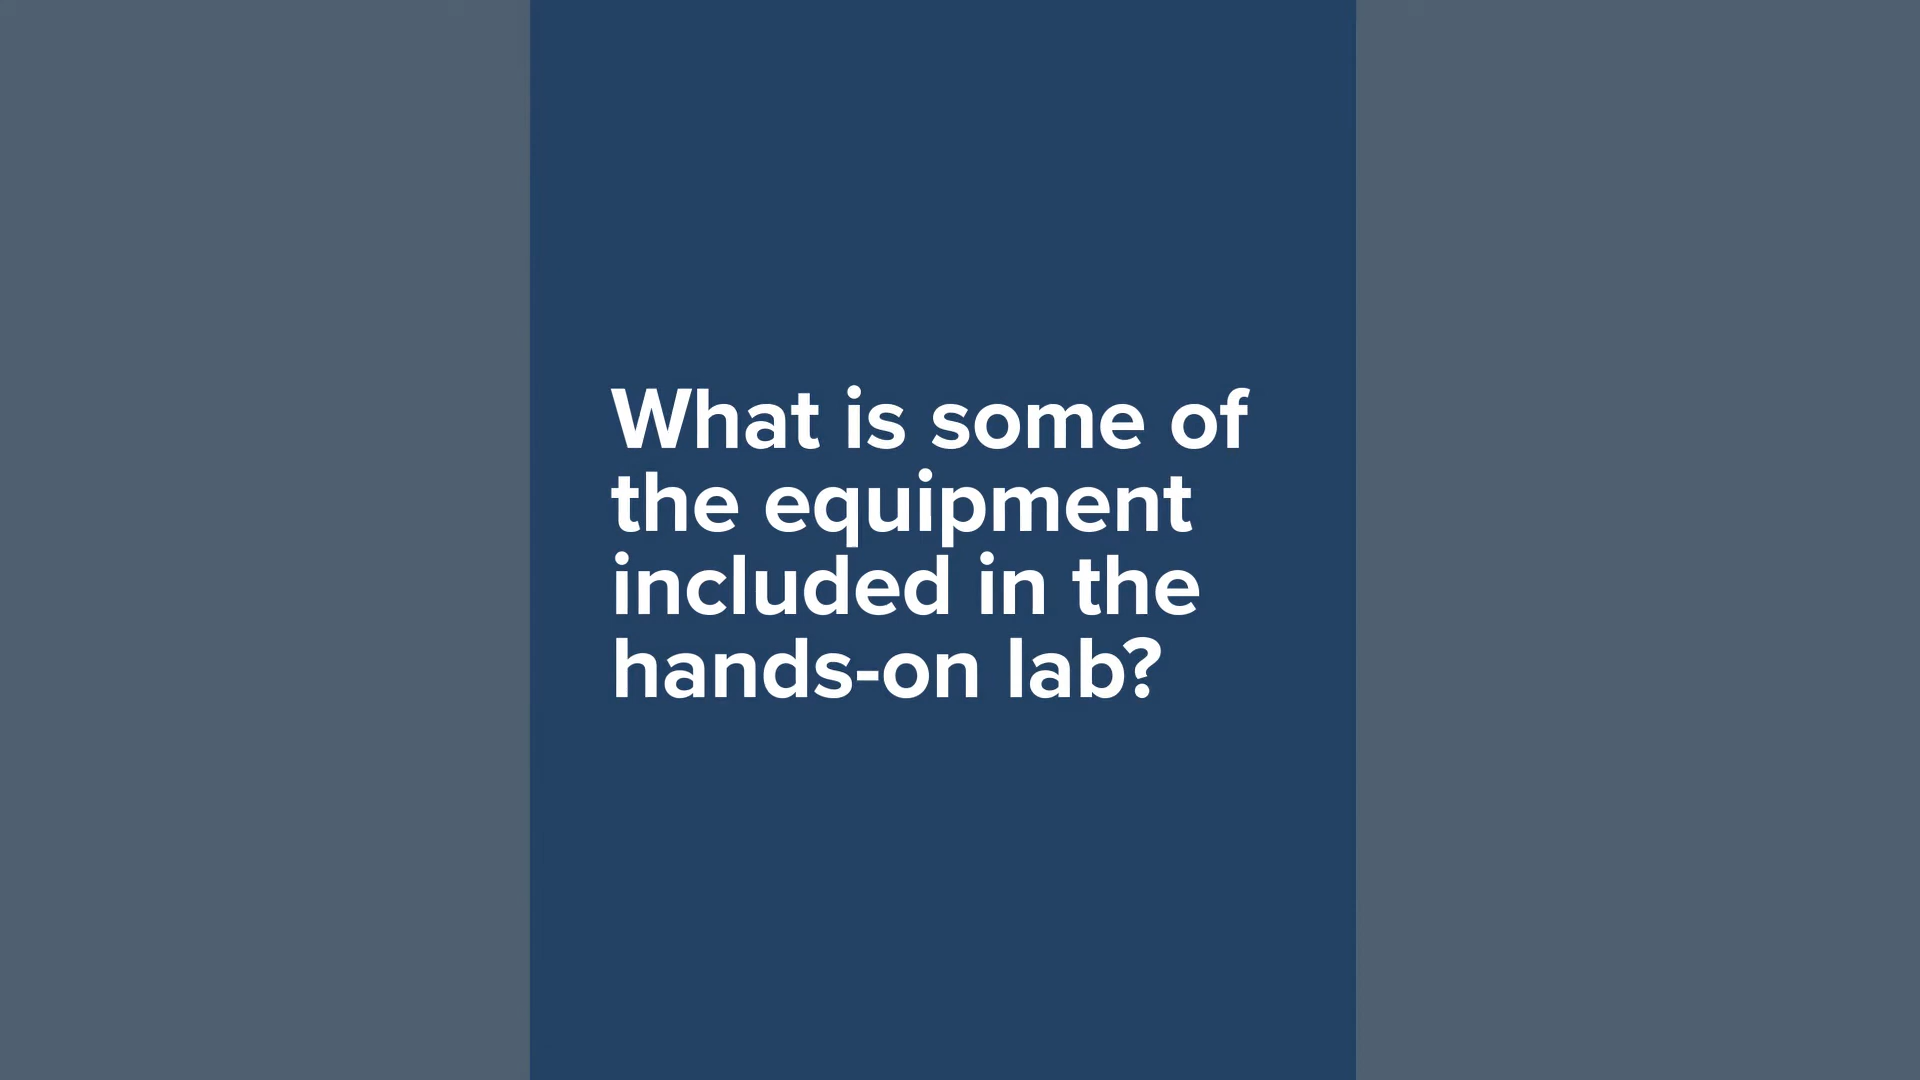 What is some of
the equipment
included in the
hands-on lab?